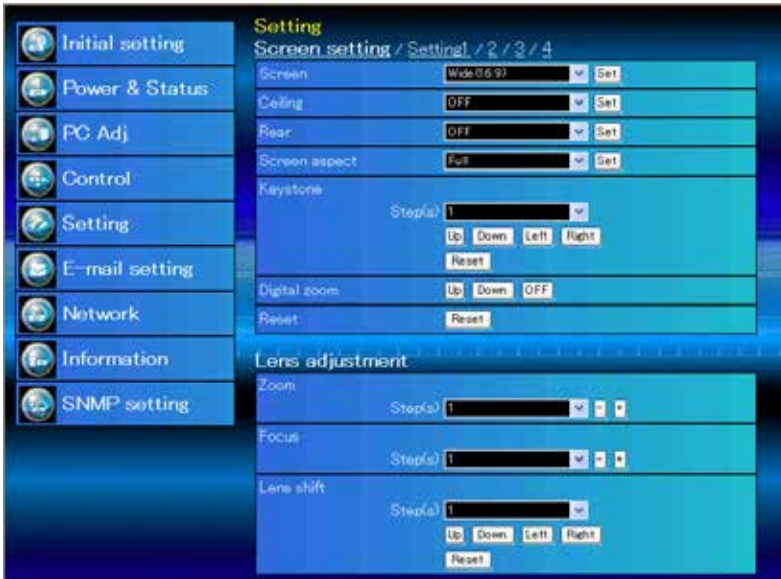 Initial setting
Power & Status
PC Adj.
Control
Setting
E-mail setting
Network
Information
SNMP setting
Setting
Screen setting / Setting1 / 2 / 3 / 4
Screen Wide(16:9) Set
Ceiling OFF Set
Rear OFF Set
Screen aspect Full Set
Keystone
Step(s) 1
Up Down Left Right
Reset
Digital zoom Up Down OFF
Reset Reset
Lens adjustment
Zoom
Step(s) 1 - +
Focus
Step(s) 1 - +
Lens shift
Step(s) 1
Up Down Left Right
Reset